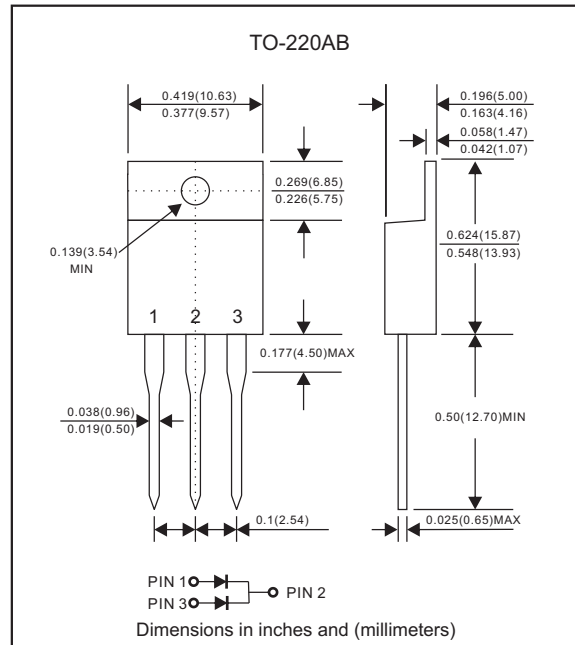 TO-220AB
0.419(10.63)
0.377(9.57)
0.196(5.00)
0.163(4.16)
0.058(1.47)
0.042(1.07)
0.269(6.85)
0.226(5.75)
0.139(3.54)
MIN
0.624(15.87)
0.548(13.93)
1 2 3
0.177(4.50)MAX
0.038(0.96)
0.019(0.50)
0.50(12.70)MIN
0.1(2.54)
0.025(0.65)MAX
PIN 1
PIN 2
PIN 3
Dimensions in inches and (millimeters)